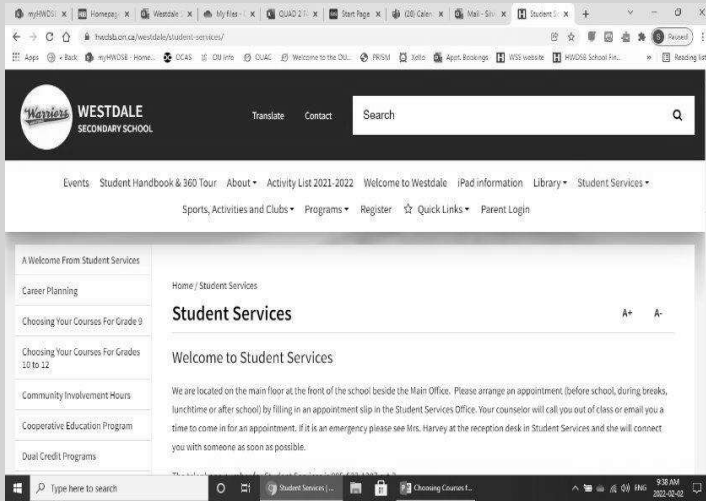 myHWDS
Homepag
Westdale
My files -
QUAD 2
Start Page
(20) Calen
Mail -
Student
hwdsb.on.ca/westdale/student-services/
Paused
Apps
< Back
myHWDSB - Home...
OCAS
OU info
OUAC
Welcome to the OU...
PRISM
Xello
Appt. Bookings
WSS website
HWDSB School Fin...
»
Reading list
Warriors
WESTDALE
SECONDARY SCHOOL
Translate
Contact
Search
Events Student Handbook & 360 Tour About Activity List 2021-2022 Welcome to Westdale iPad information Library Student Services
Sports, Activities and Clubs Programs Register Quick Links Parent Login
A Welcome From Student Services
Career Planning
Choosing Your Courses For Grade 9
Choosing Your Courses For Grades
10 to 12
Community Involvement Hours
Cooperative Education Program
Dual Credit Programs
Home / Student Services
Student Services
A+ A-
Welcome to Student Services
We are located on the main floor at the front of the school beside the Main Office. Please arrange an appointment (before school, during breaks,
lunchtime or after school) by filling in an appointment slip in the Student Services Office. Your counselor will call you out of class or email you a
time to come in for an appointment. If it is an emergency please see Mrs. Harvey at the reception desk in Student Services and she will connect
you with someone as soon as possible.
Type here to search
Student Services | ...
Choosing Courses f...
ENG
9:38 AM
2022-02-02